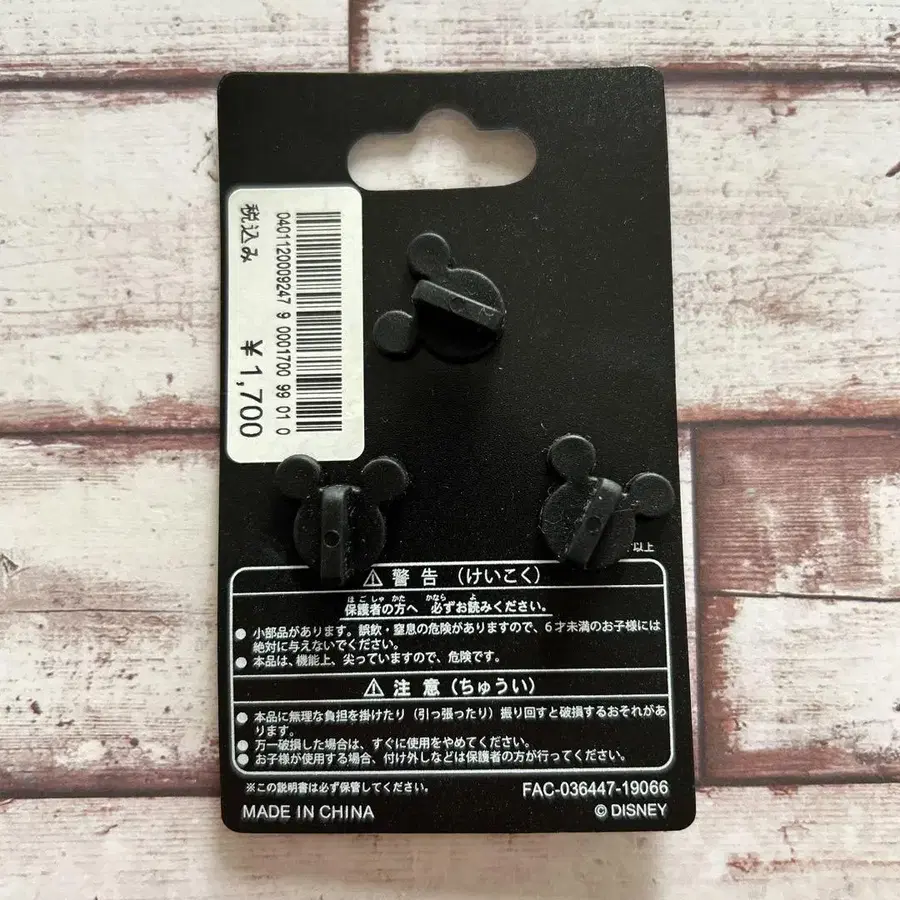 税込み
0401120009247 9 0001700 99 01 0
¥1,700
以上
警告（けいこく）
ほごしゃ かた かなら よ
保護者の方へ 必ずお読みください。
● 小部品があります。誤飲・窒息の危険がありますので、6才未満のお子様には
絶対に与えないでください。
● 本品は、機能上、尖っていますので、危険です。
注意（ちゅうい）
● 本品に無理な負担を掛けたり（引っ張ったり）振り回すと破損するおそれがあ
ります。
● 万一破損した場合は、すぐに使用をやめてください。
● お子様が使用する場合、付け外しなどは保護者の方が行ってください。
※この説明書は必ず保管してください。
FAC-036447-19066
MADE IN CHINA
© DISNEY